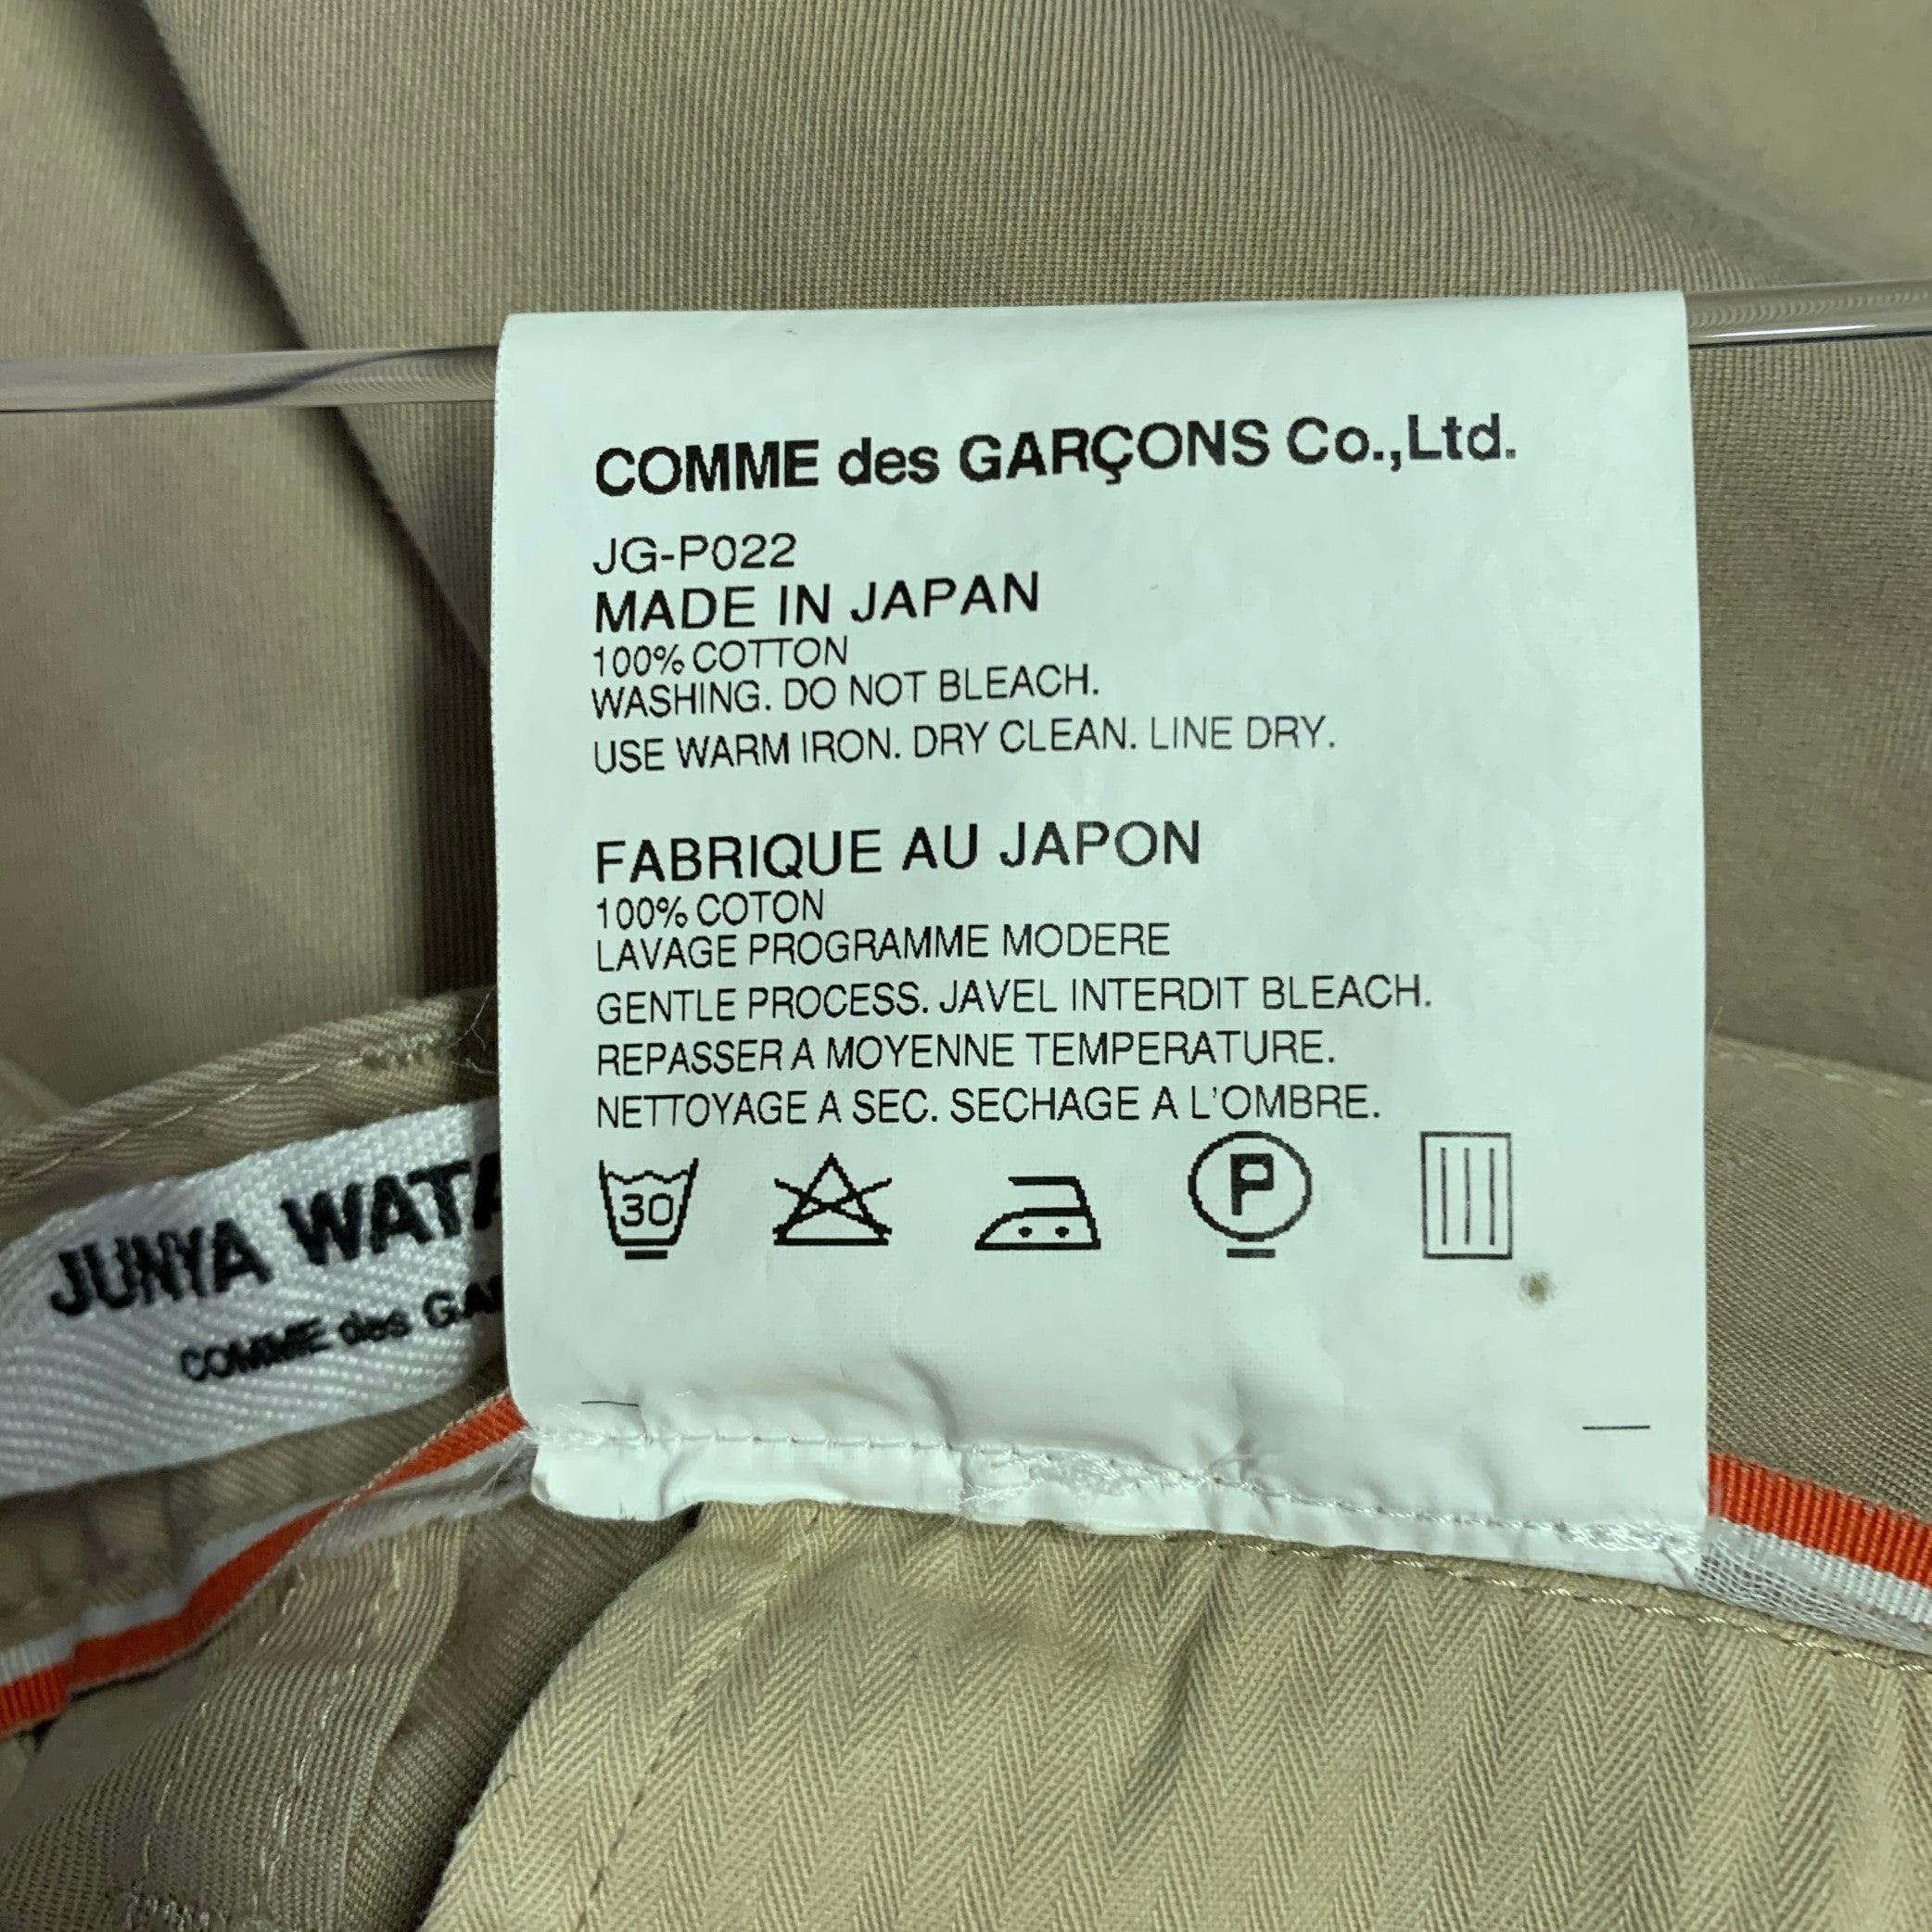 COMME des GARÇONS Co.,Ltd.
JG-P022
MADE IN JAPAN
100% COTTON
WASHING. DO NOT BLEACH.
USE WARM IRON. DRY CLEAN. LINE DRY.
FABRIQUE AU JAPON
100% COTON
LAVAGE PROGRAMME MODERE
GENTLE PROCESS. JAVEL INTERDIT BLEACH.
REPASSER A MOYENNE TEMPERATURE.
NETTOYAGE A SEC. SECHAGE A L'OMBRE.
30 P
JUNYA WATA
COMME des GA